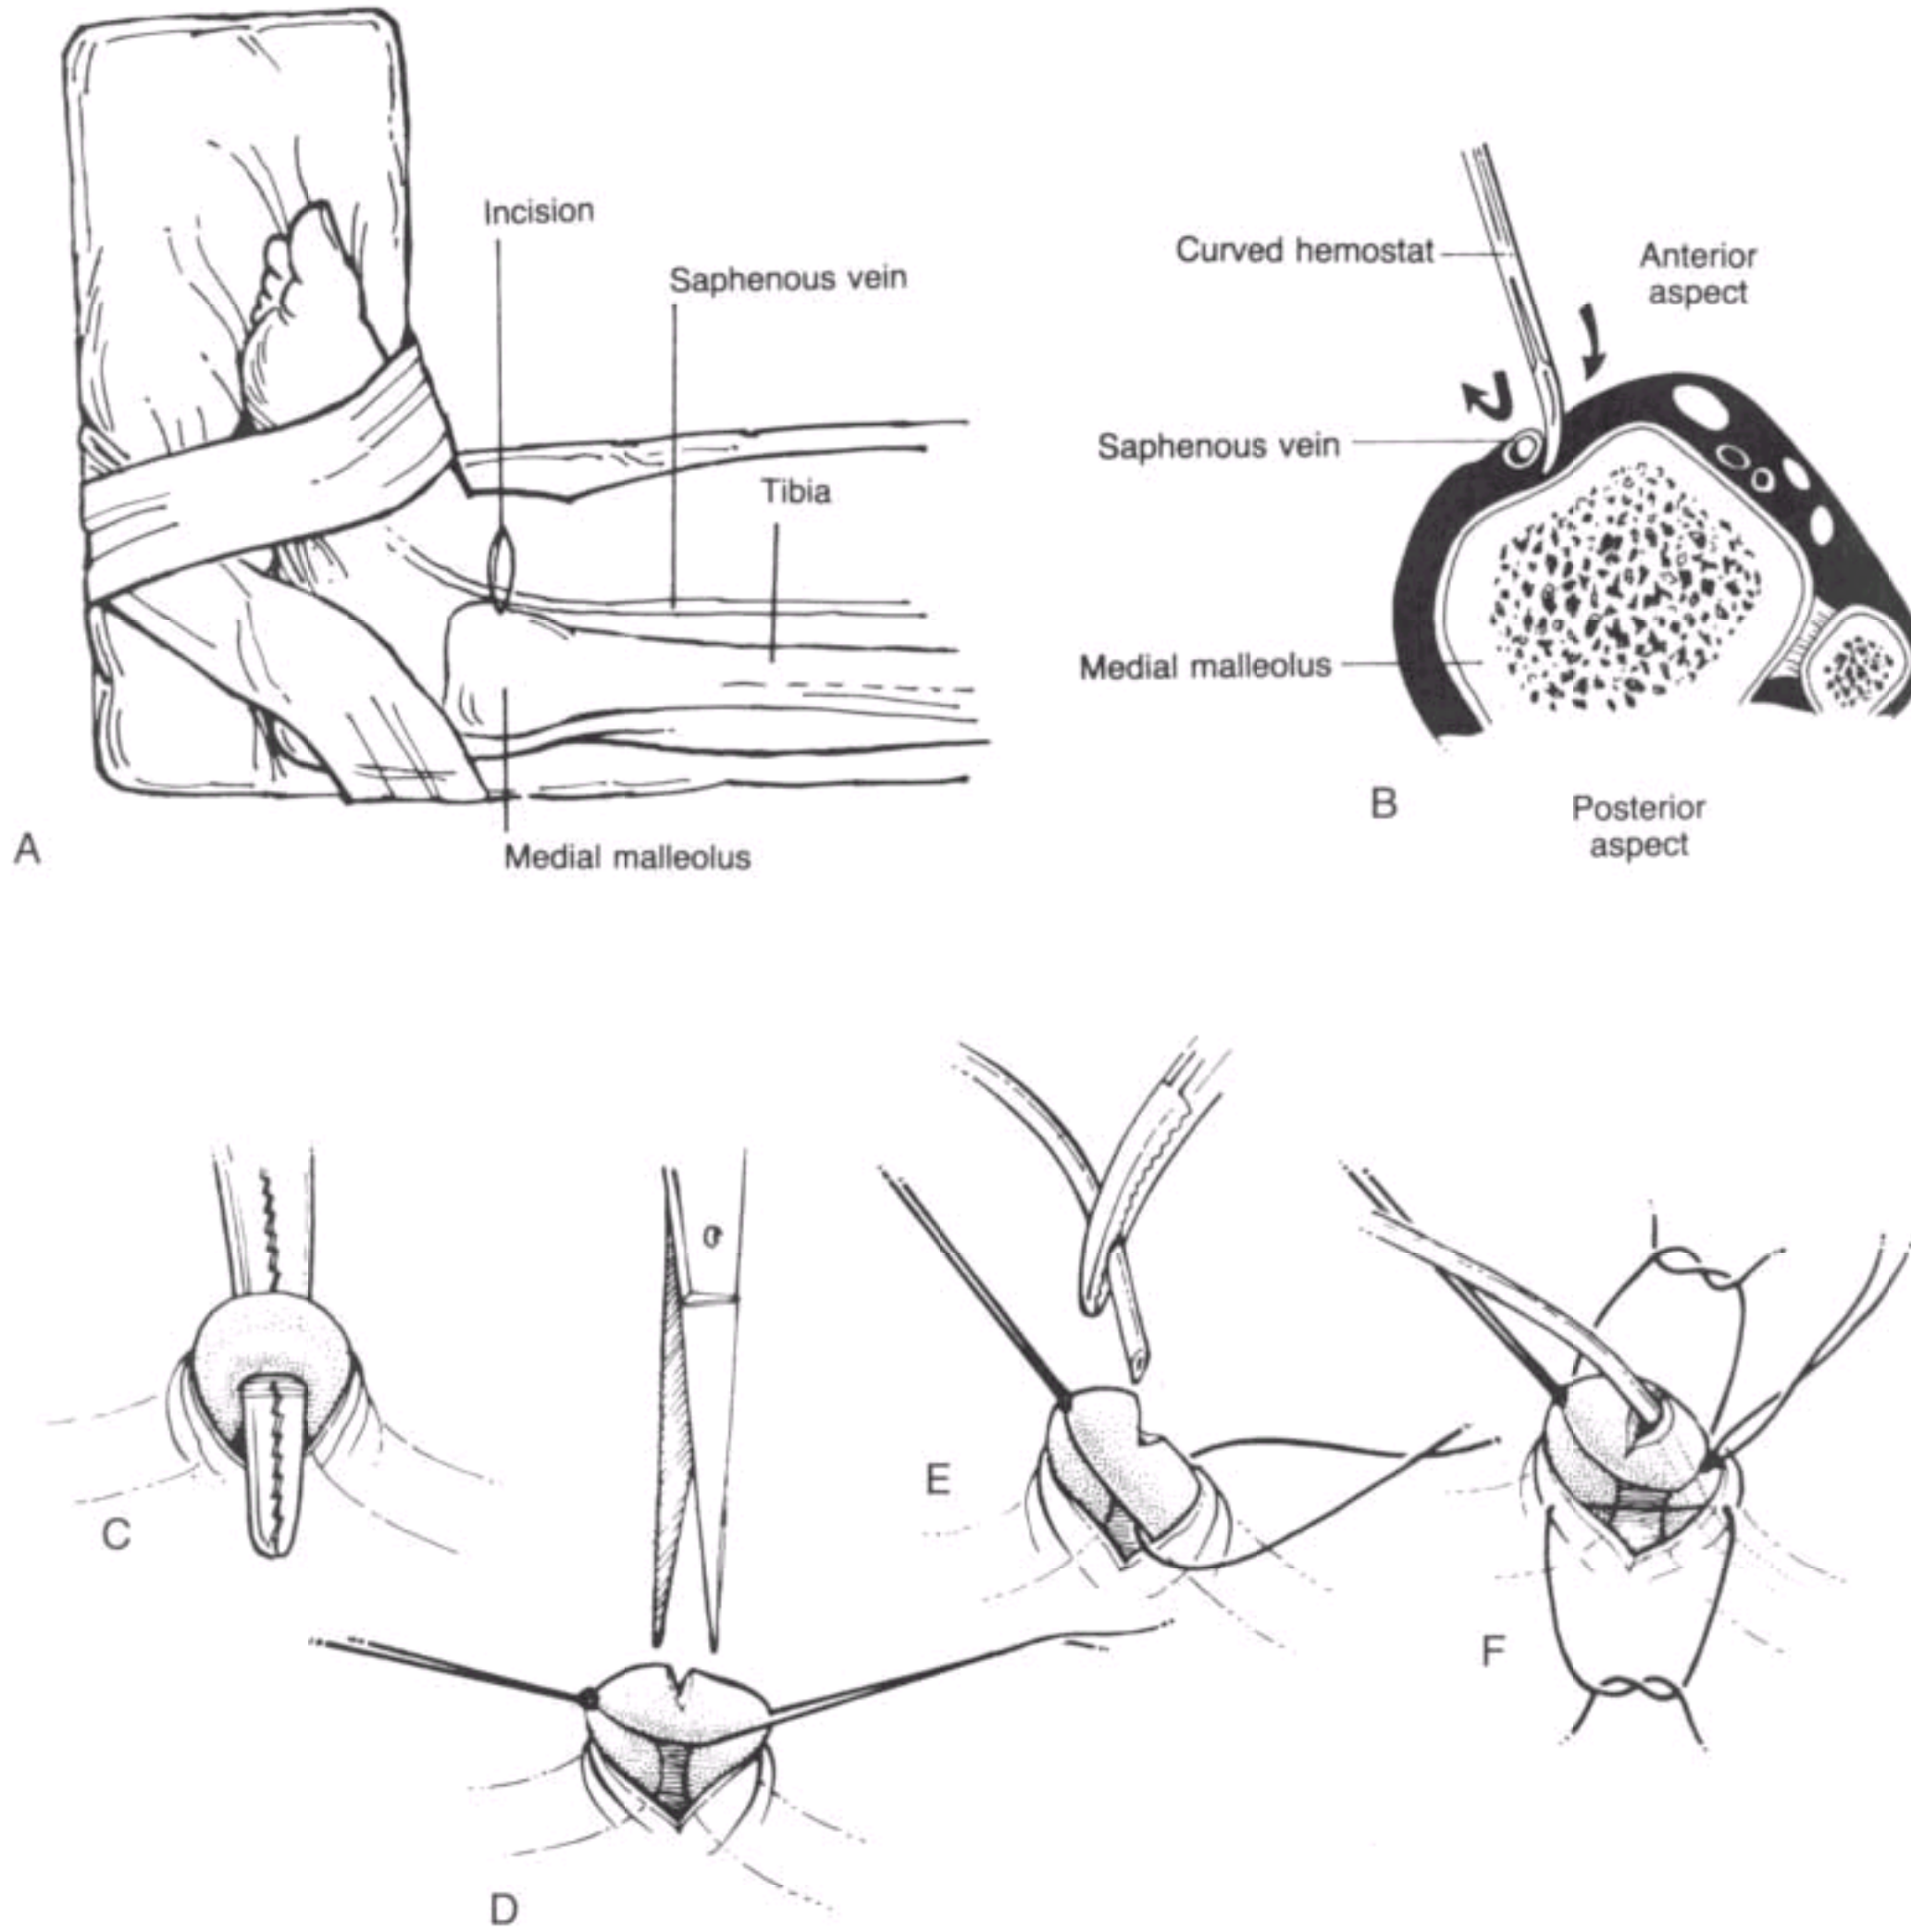 Incision
Saphenous vein
Tibia
Medial malleolus
A
Curved hemostat
Anterior
aspect
Saphenous vein
Medial malleolus
B
Posterior
aspect
C
D
E
F